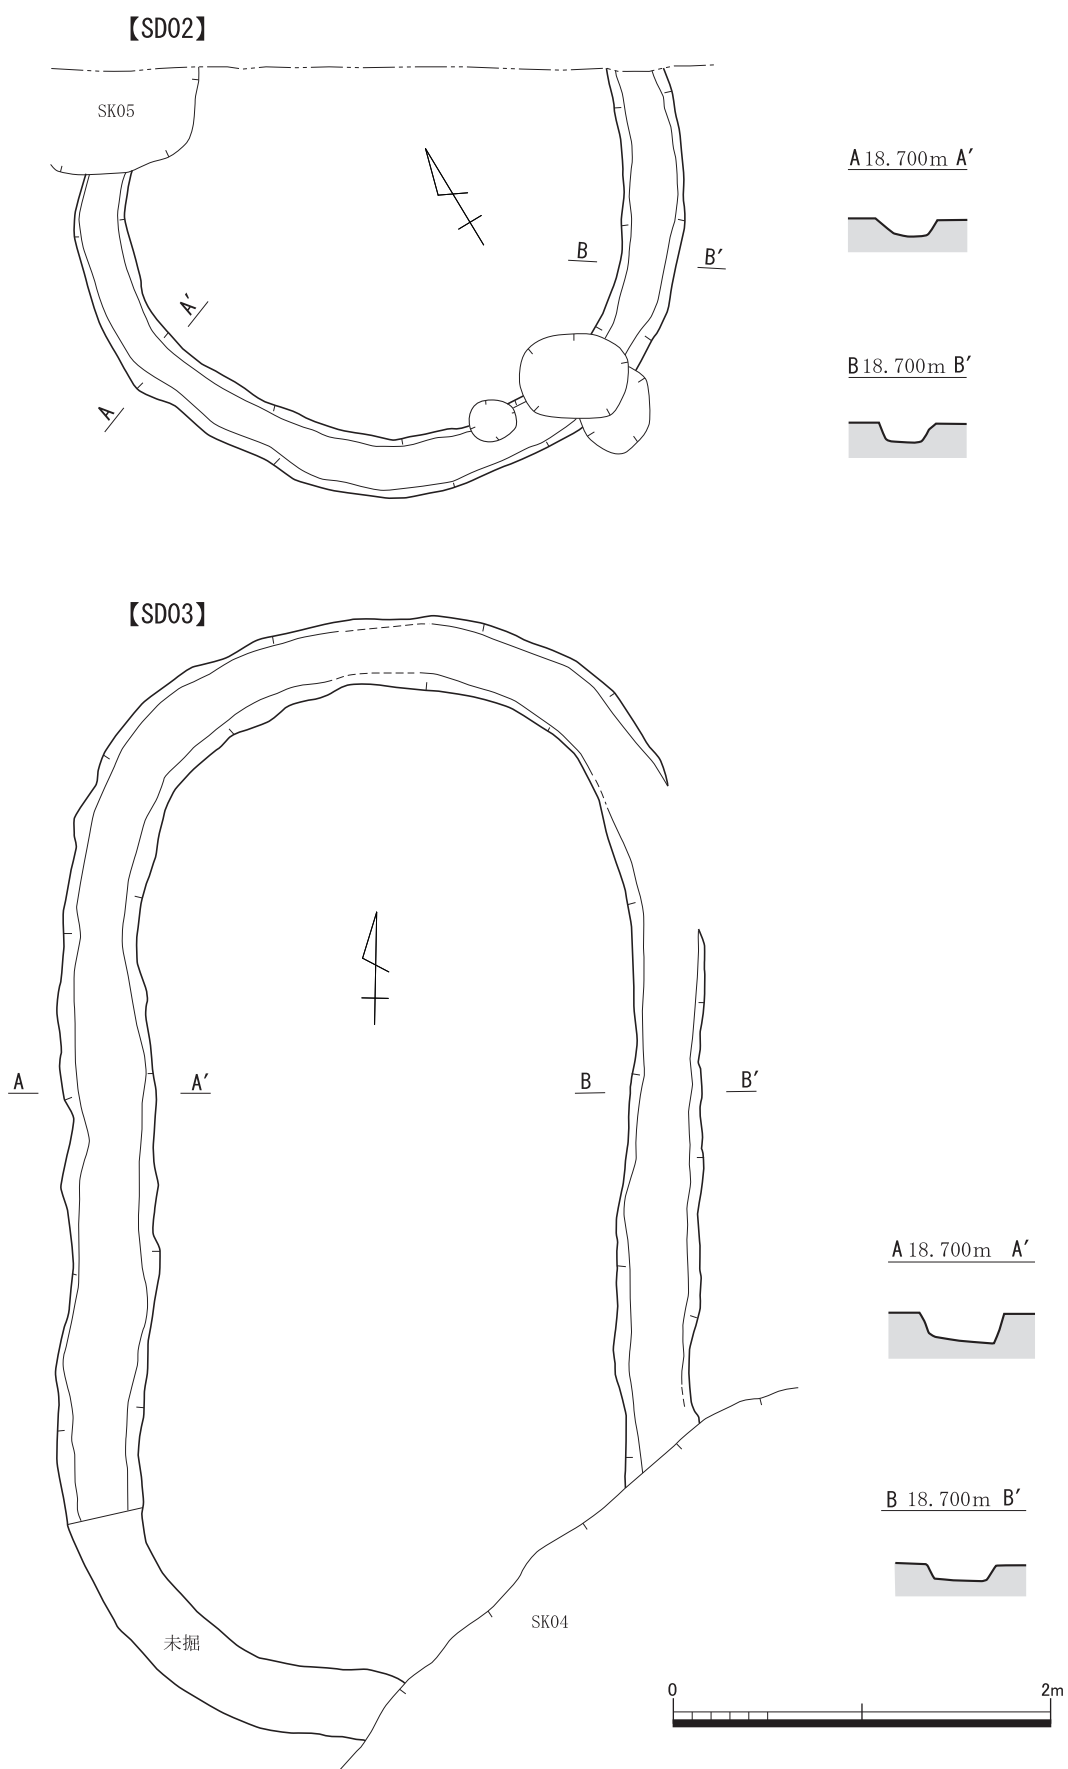 【SD02】
SK05
A 18.700m A′
B
B′
A′
B 18.700m B′
A
【SD03】
A
A′
B
B′
A 18.700m A′
B 18.700m B′
SK04
未掘
0
2m